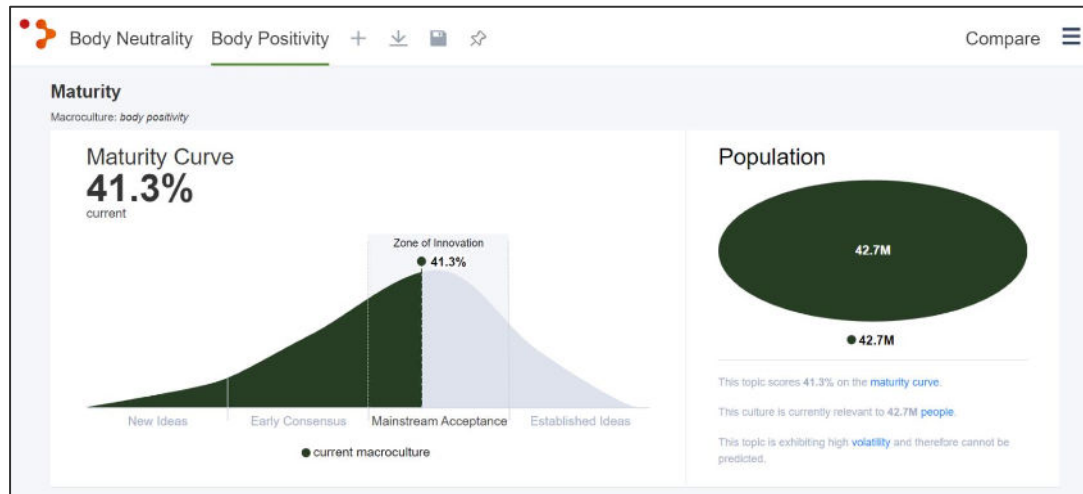 Body Neutrality Body Positivity Compare
Maturity
Macroculture: body positivity
Maturity Curve
41.3%
current
Zone of Innovation
41.3%
New Ideas Early Consensus Mainstream Acceptance Established Ideas
current macroculture
Population
42.7M
42.7M
This topic scores 41.3% on the maturity curve.
This culture is currently relevant to 42.7M people.
This topic is exhibiting high volatility and therefore cannot be
predicted.